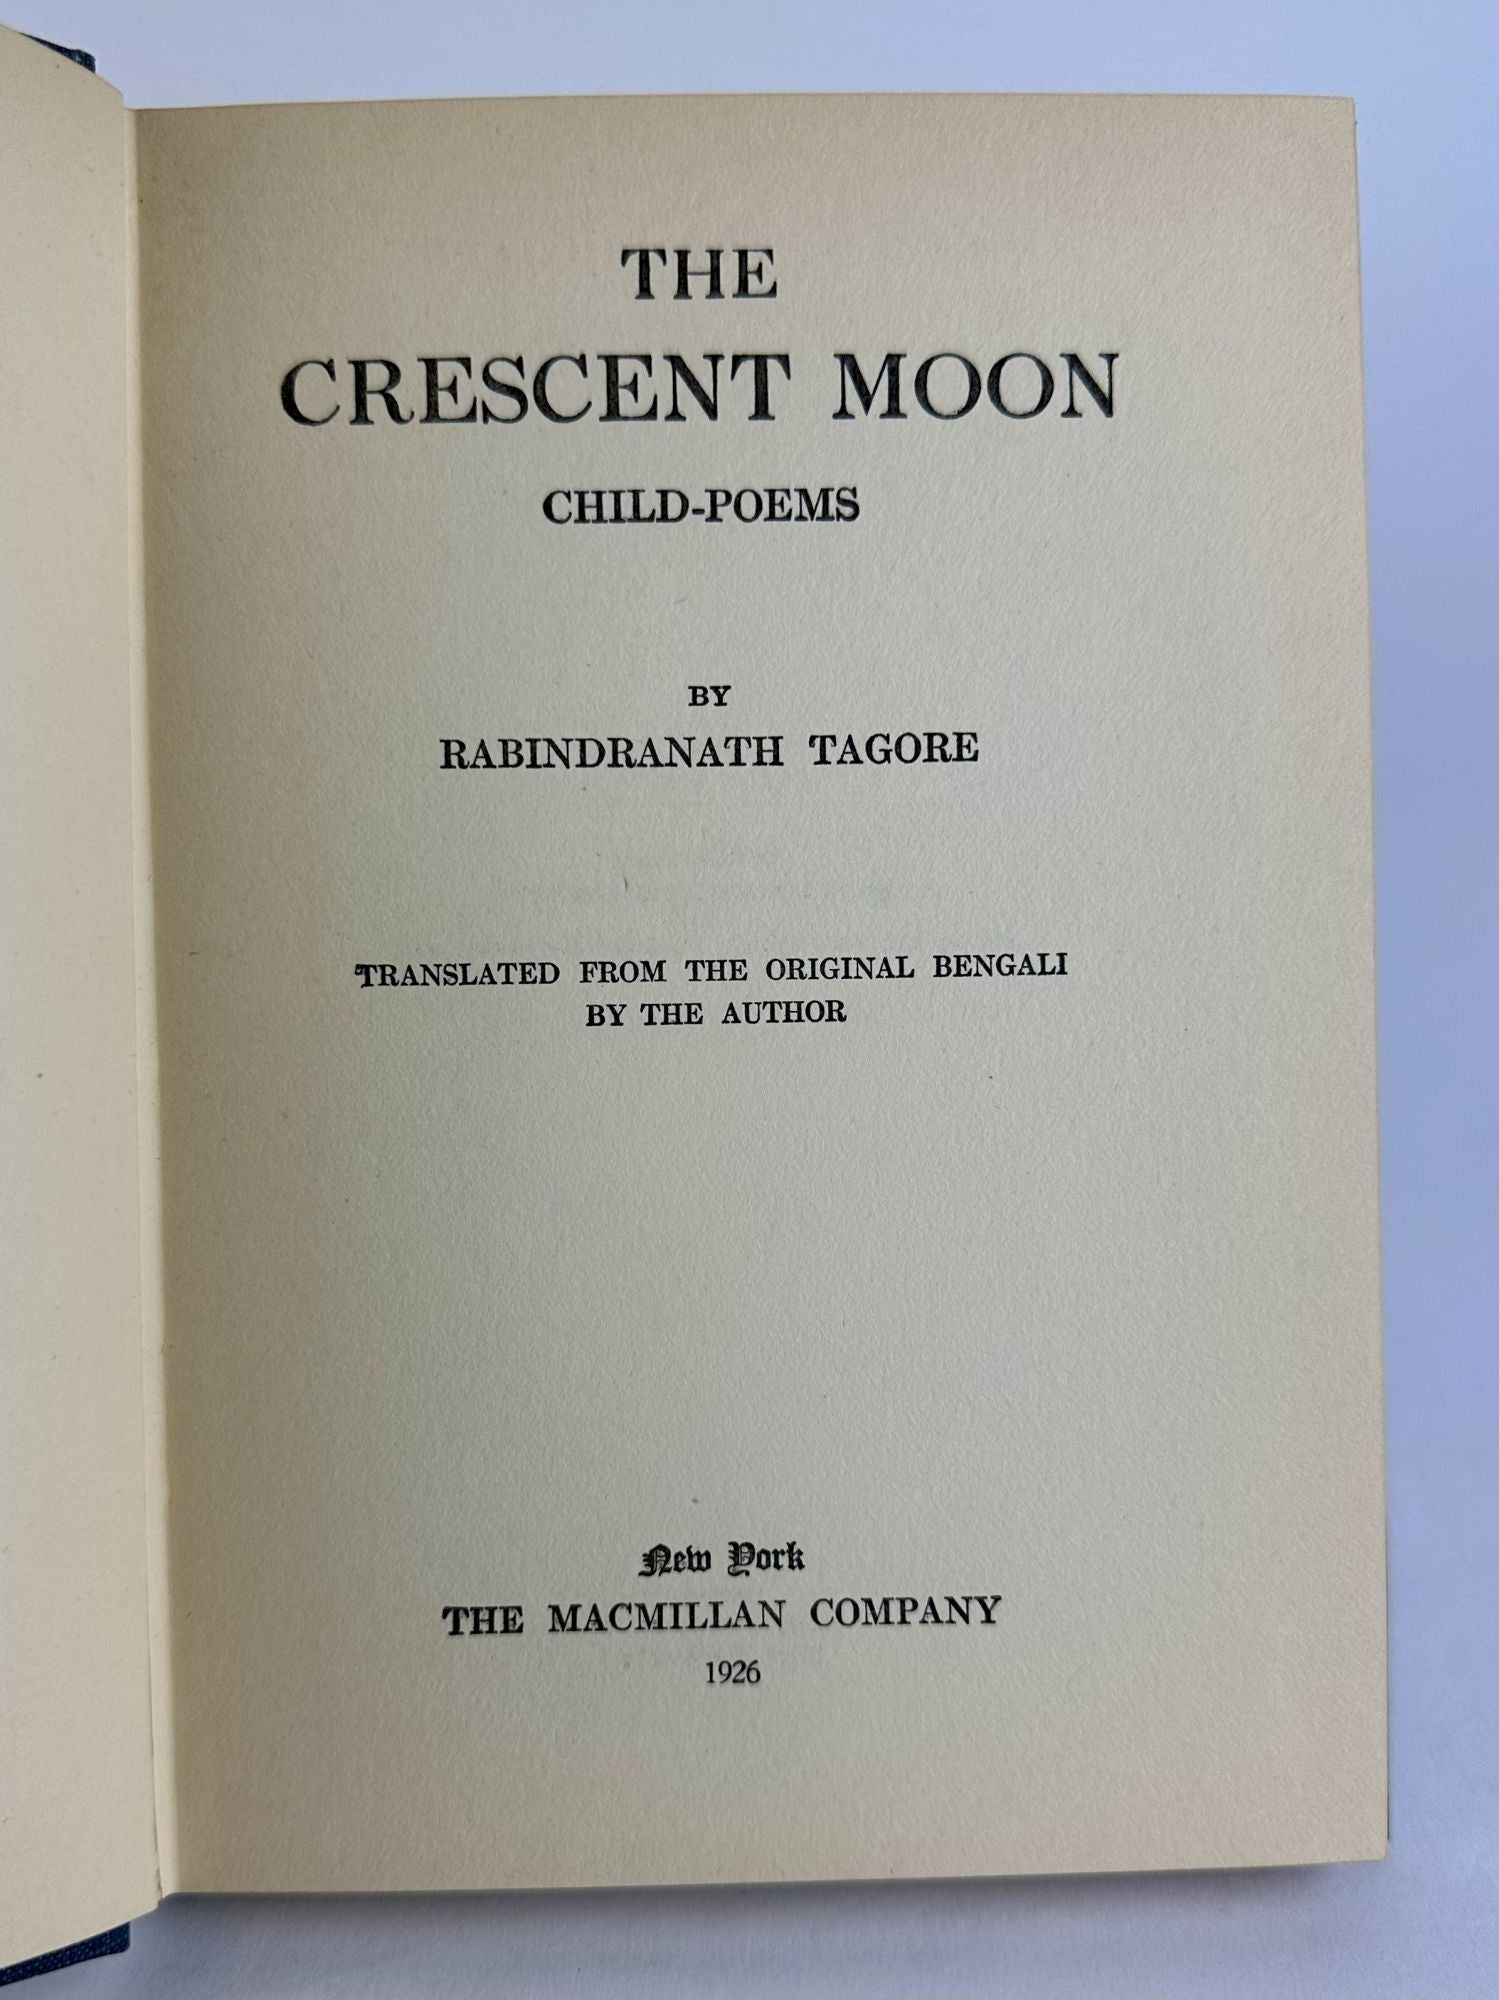 THE
CRESCENT MOON
CHILD-POEMS
BY
RABINDRANATH TAGORE
TRANSLATED FROM THE ORIGINAL BENGALI
BY THE AUTHOR
New York
THE MACMILLAN COMPANY
1926